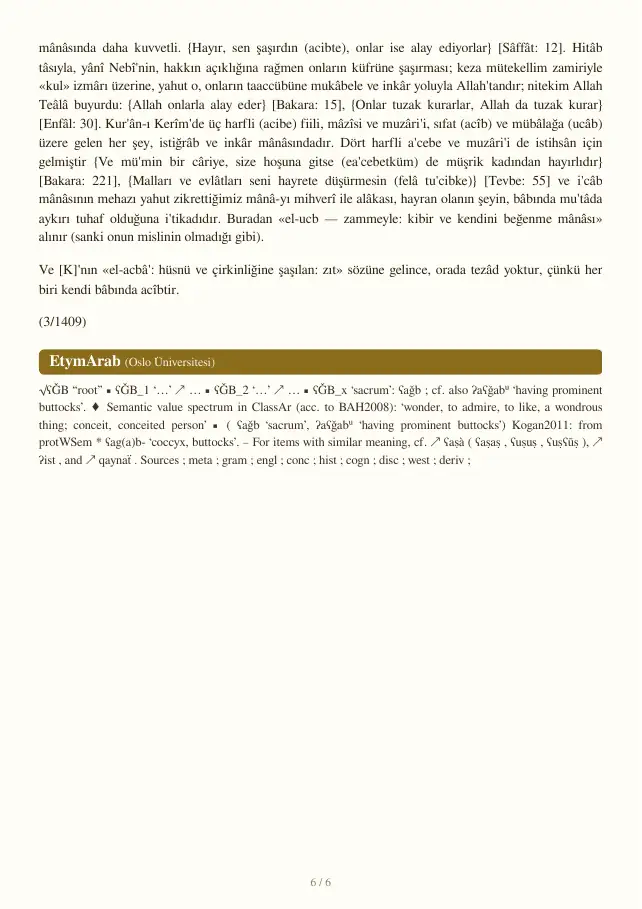 mânâsında daha kuvvetli. {Hayır, sen şaşırdın (acibte), onlar ise alay ediyorlar} [Sâffât: 12]. Hitâb
tâsıyla, yânî Nebî'nin, hakkın açıklığına rağmen onların küfrüne şaşırması; keza mütekellim zamiriyle
«kul» izmârı üzerine, yahut o, onların taaccübüne mukâbele ve inkâr yoluyla Allah'tandır; nitekim Allah
Teâlâ buyurdu: {Allah onlarla alay eder} [Bakara: 15], {Onlar tuzak kurarlar, Allah da tuzak kurar}
[Enfâl: 30]. Kur'ân-ı Kerîm'de üç harfli (acibe) fiili, mâzîsi ve muzâri'i, sıfat (acîb) ve mübâlağa (ucâb)
üzere gelen her şey, istiğrâb ve inkâr mânâsındadır. Dört harfli a'cebe ve muzâri'i de istihsân için
gelmiştir {Ve mü'min bir câriye, size hoşuna gitse (ea'cebetküm) de müşrik kadından hayırlıdır}
[Bakara: 221], {Malları ve evlâtları seni hayrete düşürmesin (felâ tu'cibke)} [Tevbe: 55] ve i'câb
mânâsının mehazı yahut zikrettiğimiz mânâ-yı mihverî ile alâkası, hayran olanın şeyin, bâbında mu'tâda
aykırı tuhaf olduğuna i'tikadıdır. Buradan «el-ucb — zammeyle: kibir ve kendini beğenme mânâsı»
alınır (sanki onun mislinin olmadığı gibi).
Ve [K]'nın «el-acbâ': hüsnü ve çirkinliğine şaşılan: zıt» sözüne gelince, orada tezâd yoktur, çünkü her
biri kendi bâbında acîbtir.
(3/1409)
EtymArab (Oslo Üniversitesi)
√ʕǦB “root” ▪ ʕǦB_1 ‘…’ ↗ … ▪ ʕǦB_2 ‘…’ ↗ … ▪ ʕǦB_x ‘sacrum’: ʕaǧb ; cf. also ʔaʕǧabᵘ ‘having prominent
buttocks’. ♦ Semantic value spectrum in ClassAr (acc. to BAH2008): ‘wonder, to admire, to like, a wondrous
thing; conceit, conceited person’ ▪ ( ʕaǧb ‘sacrum’, ʔaʕǧabᵘ ‘having prominent buttocks’) Kogan2011: from
protWSem * ʕag(a)b- ‘coccyx, buttocks’. – For items with similar meaning, cf. ↗ ʕaṣà ( ʕaṣaṣ , ʕuṣuṣ , ʕuṣʕūṣ ), ↗
ʔist , and ↗ qaynaẗ . Sources ; meta ; gram ; engl ; conc ; hist ; cogn ; disc ; west ; deriv ;
6 / 6